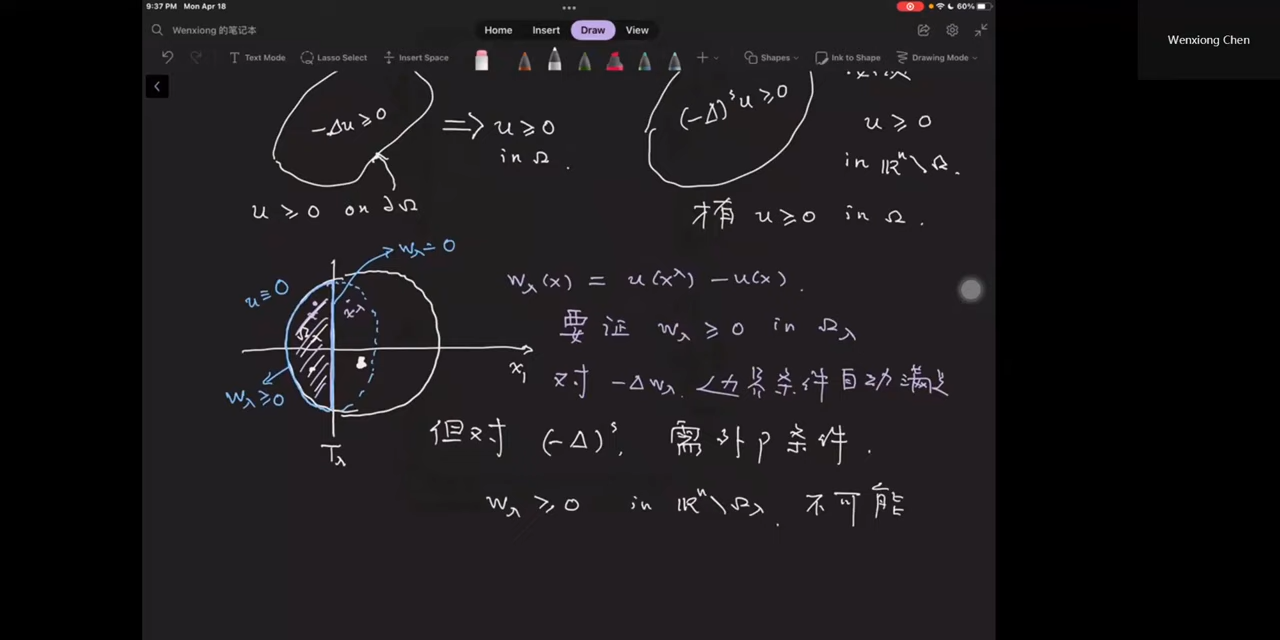 9:37 PM Apr 18
60%
Wenxiong 的笔记本
Home Insert Draw View
Wenxiong Chen
Text Mode Lasso Select Insert Space Shapes Ink to Shape Drawing Mode
-Δu ≥ 0 ⟹ u ≥ 0
in Ω.
u ≥ 0 on ∂Ω
(-Δ)^s u ≥ 0
u ≥ 0
in ℝ^n \ Ω.
才有 u ≥ 0 in Ω.
w_λ = 0
u ≡ 0
x x^λ
Ω_λ
w_λ ≥ 0
x_1
T_λ
w_λ(x) = u(x^λ) - u(x).
要证 w_λ ≥ 0 in Ω_λ
对 -Δw_λ. 边界条件自动满足
但对 (-Δ)^s. 需外部条件.
w_λ ≥ 0 in ℝ^n \ Ω_λ. 不可能